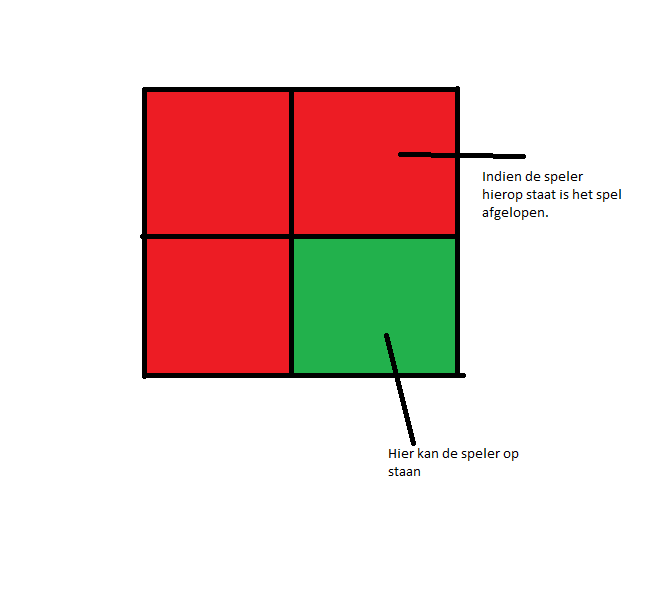 Indien de speler
hierop staat is het spel
afgelopen.
Hier kan de speler op
staan